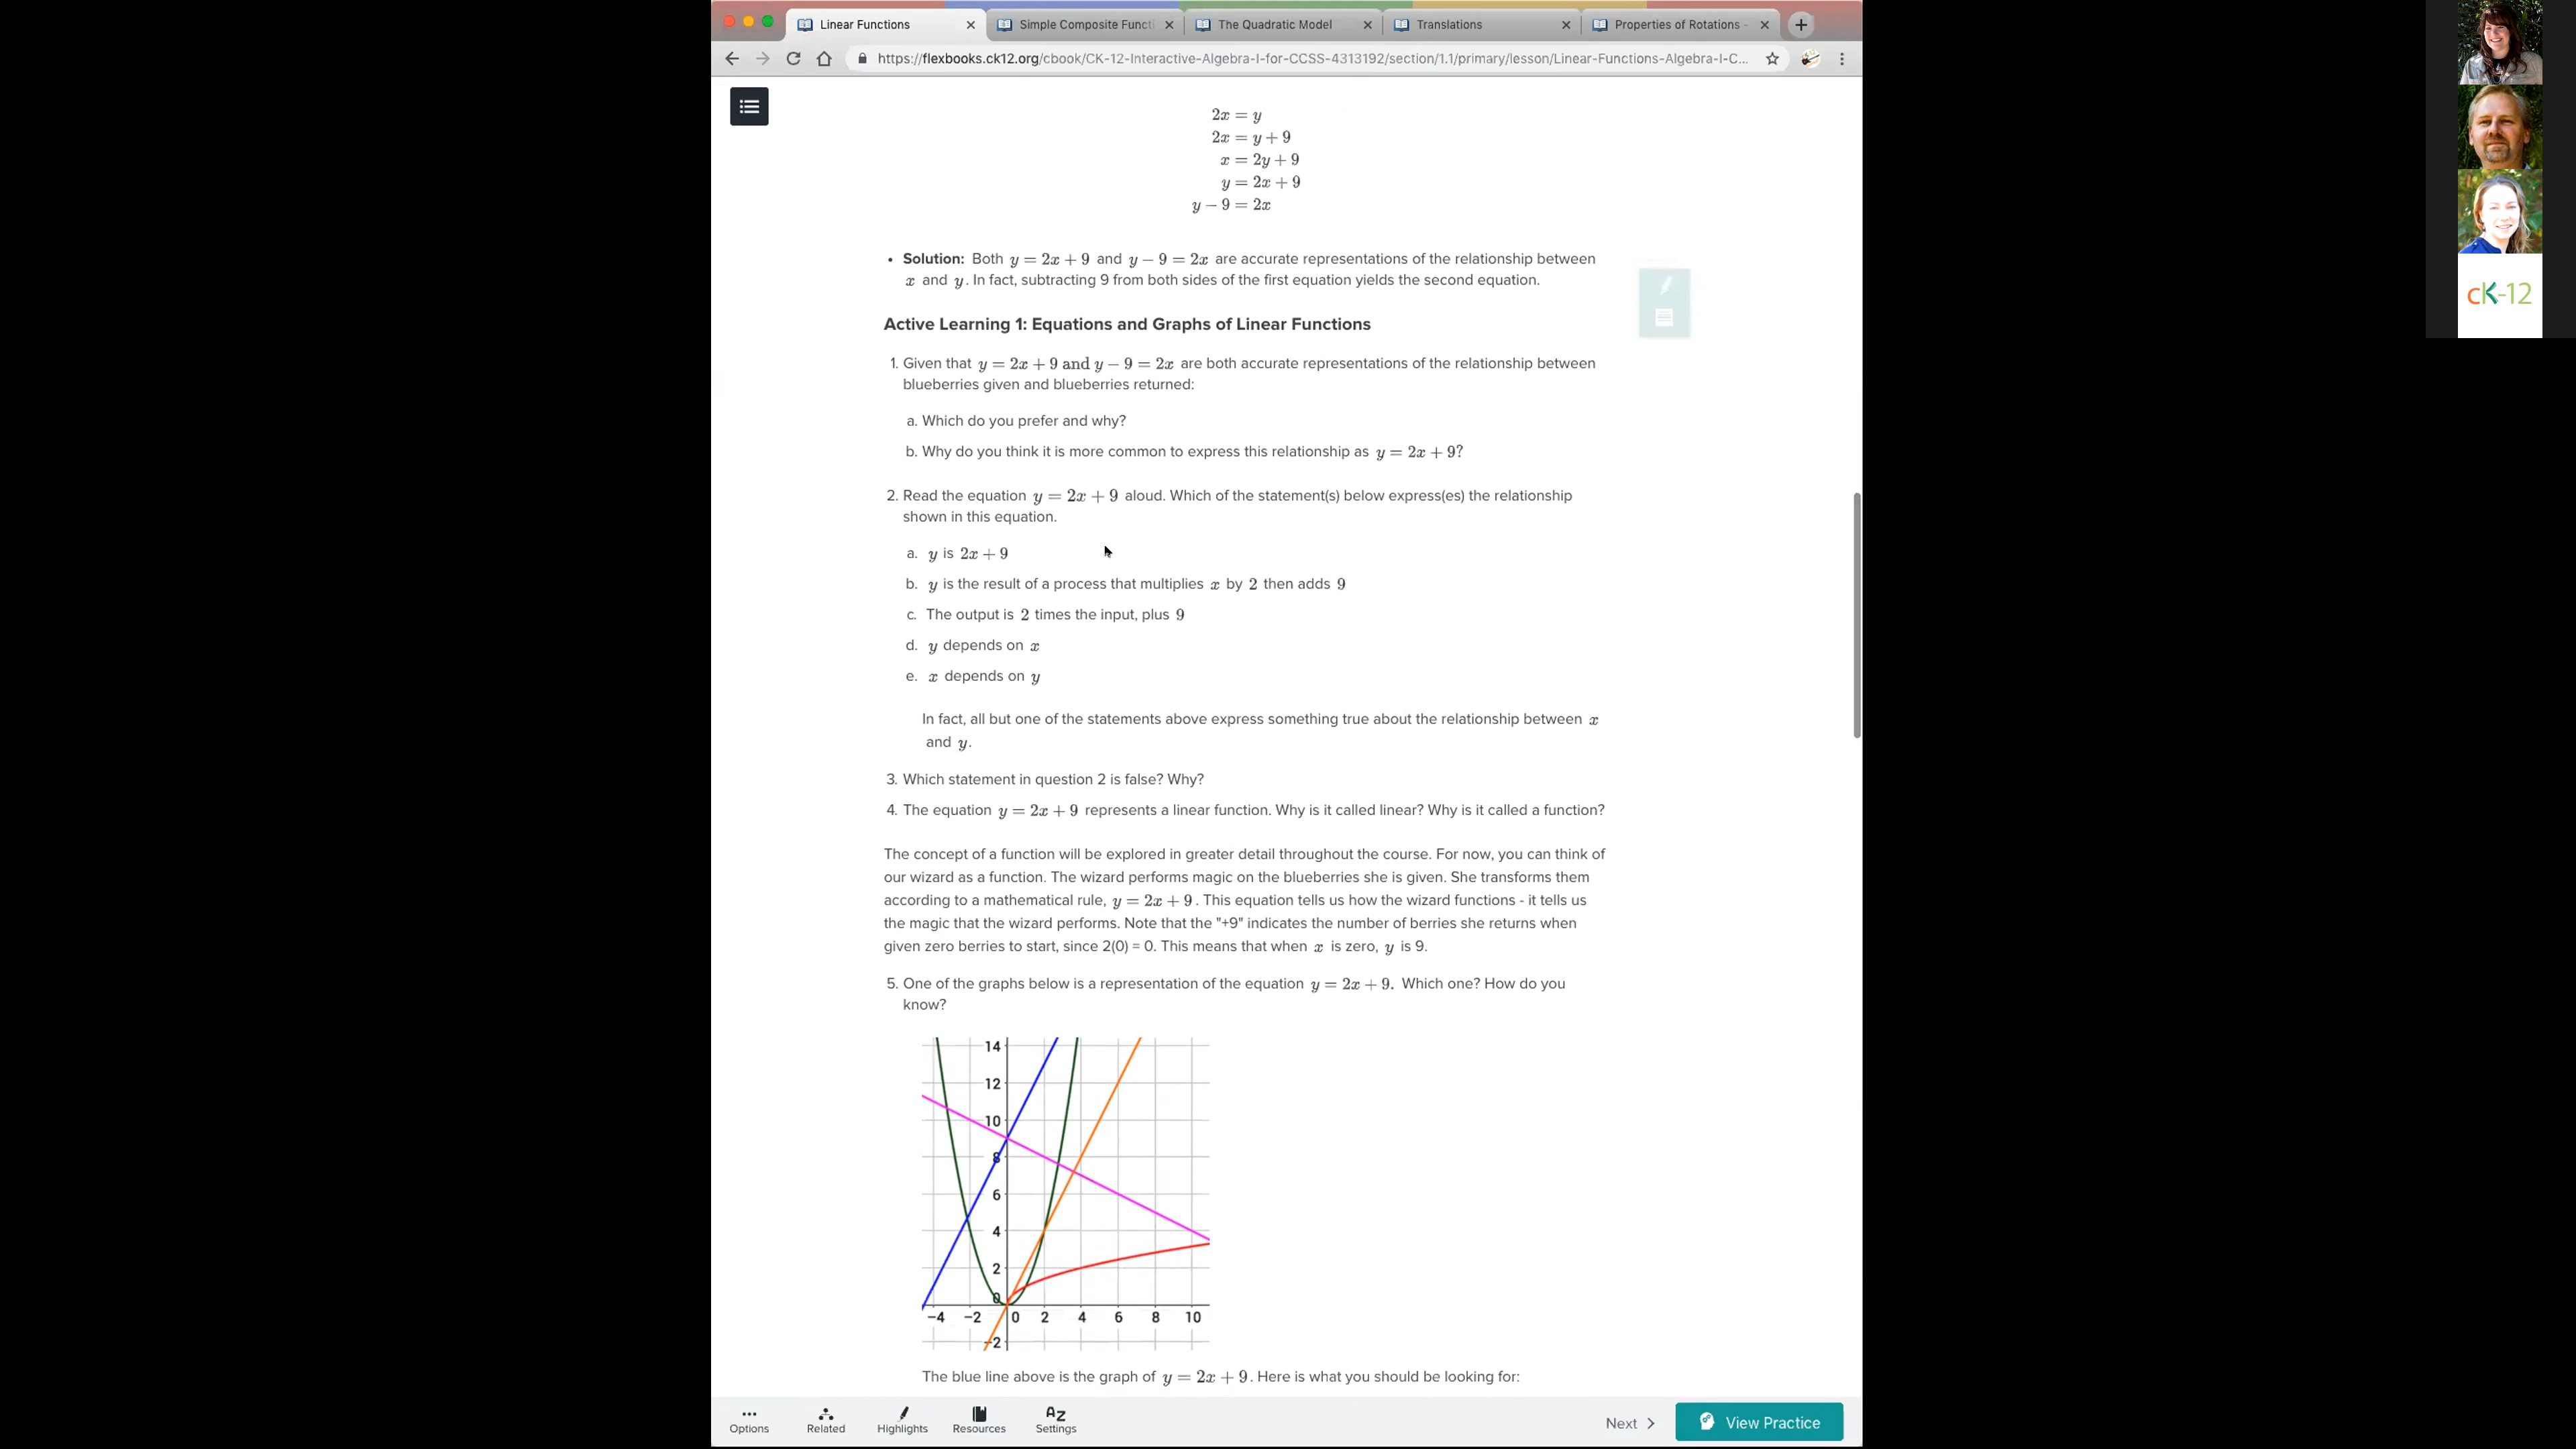 Linear Functions
Simple Composite Functi
The Quadratic Model
Translations
Properties of Rotations -
https://flexbooks.ck12.org/cbook/CK-12-Interactive-Algebra-I-for-CCSS-4313192/section/1.1/primary/lesson/Linear-Functions-Algebra-I-C...
cK-12
2x = y
2x = y + 9
x = 2y + 9
y = 2x + 9
y − 9 = 2x
• Solution: Both y = 2x + 9 and y − 9 = 2x are accurate representations of the relationship between
x and y. In fact, subtracting 9 from both sides of the first equation yields the second equation.
Active Learning 1: Equations and Graphs of Linear Functions
1. Given that y = 2x + 9 and y − 9 = 2x are both accurate representations of the relationship between
blueberries given and blueberries returned:
a. Which do you prefer and why?
b. Why do you think it is more common to express this relationship as y = 2x + 9?
2. Read the equation y = 2x + 9 aloud. Which of the statement(s) below express(es) the relationship
shown in this equation.
a. y is 2x + 9
b. y is the result of a process that multiplies x by 2 then adds 9
c. The output is 2 times the input, plus 9
d. y depends on x
e. x depends on y
In fact, all but one of the statements above express something true about the relationship between x
and y.
3. Which statement in question 2 is false? Why?
4. The equation y = 2x + 9 represents a linear function. Why is it called linear? Why is it called a function?
The concept of a function will be explored in greater detail throughout the course. For now, you can think of
our wizard as a function. The wizard performs magic on the blueberries she is given. She transforms them
according to a mathematical rule, y = 2x + 9. This equation tells us how the wizard functions - it tells us
the magic that the wizard performs. Note that the "+9" indicates the number of berries she returns when
given zero berries to start, since 2(0) = 0. This means that when x is zero, y is 9.
5. One of the graphs below is a representation of the equation y = 2x + 9. Which one? How do you
know?
14
12
10
8
6
4
2
0
−4 −2 0 2 4 6 8 10
−2
The blue line above is the graph of y = 2x + 9. Here is what you should be looking for:
Options
Related
Highlights
Resources
AZ
Settings
Next
View Practice